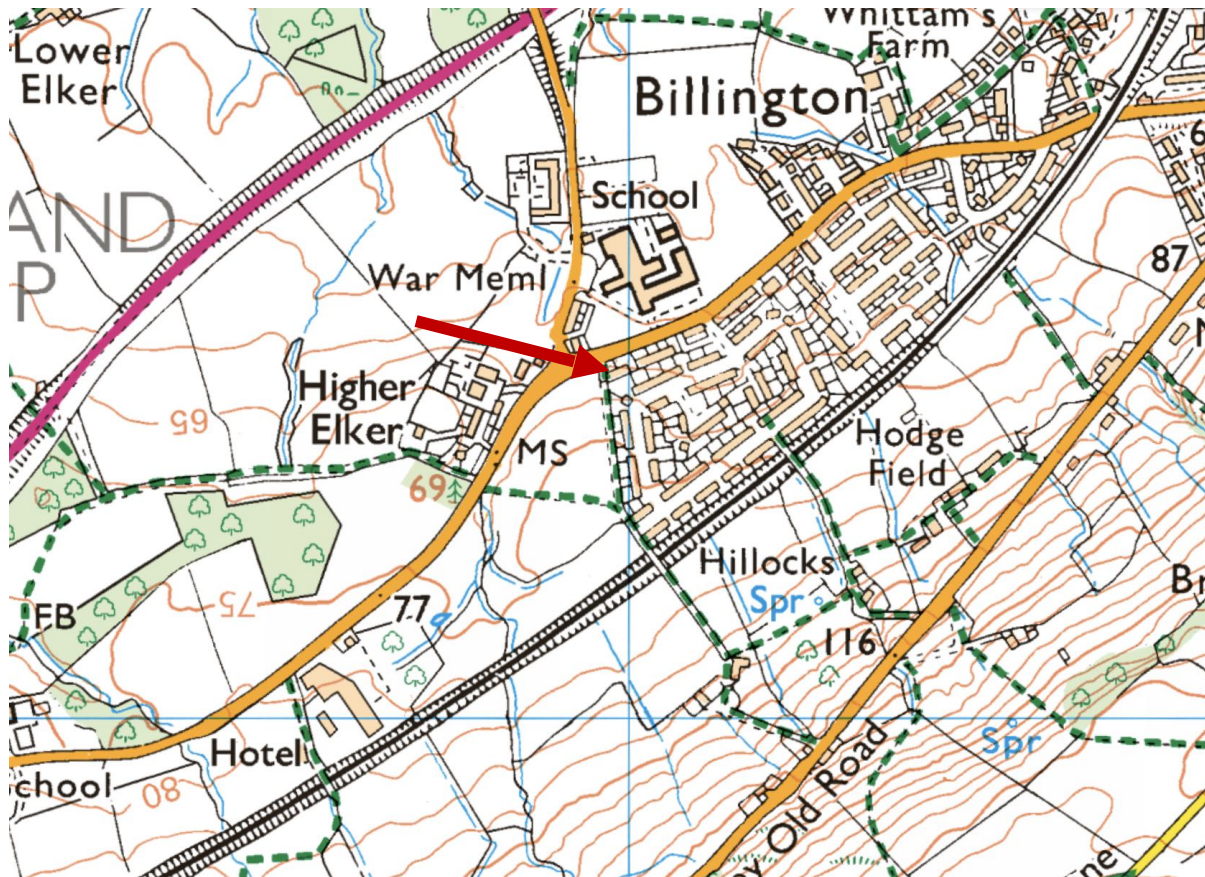 Lower
Elker
Whittam's
Farm
Billington
School
AND
P
War Meml
87
Higher
Elker
65
MS
Hodge
Field
69
Hillocks
Spr
75
77
FB
116
Br
Spr
Hotel
chool
80
Old Road